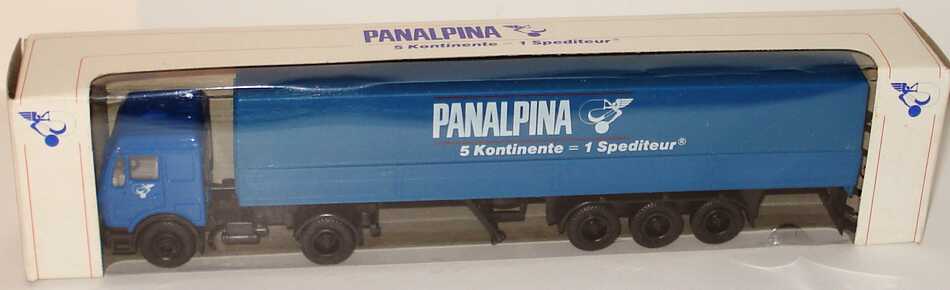 PANALPINA
5 Kontinente = 1 Spediteur®
PANALPINA
5 Kontinente = 1 Spediteur®